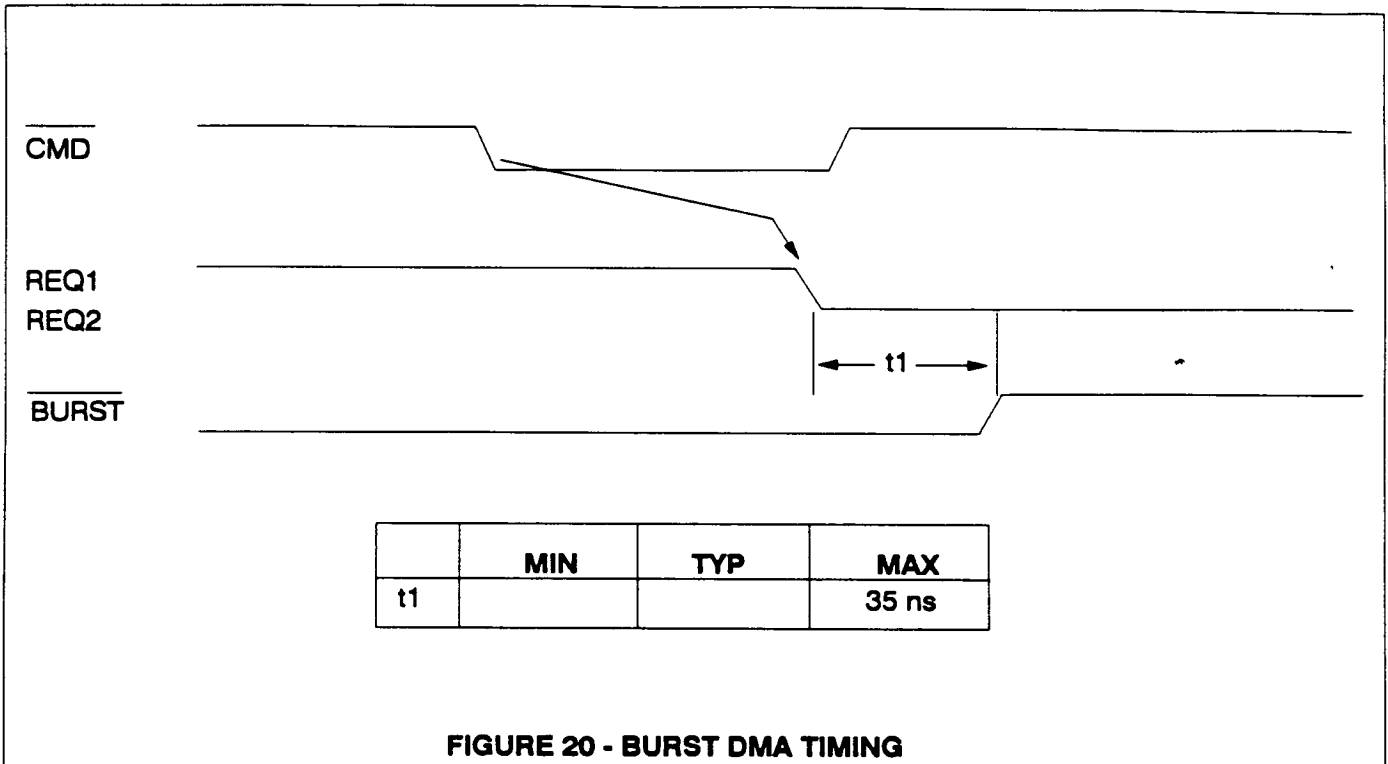 CMD
REQ1
REQ2
t1
BURST
MIN TYP MAX
t1 35 ns
FIGURE 20 - BURST DMA TIMING